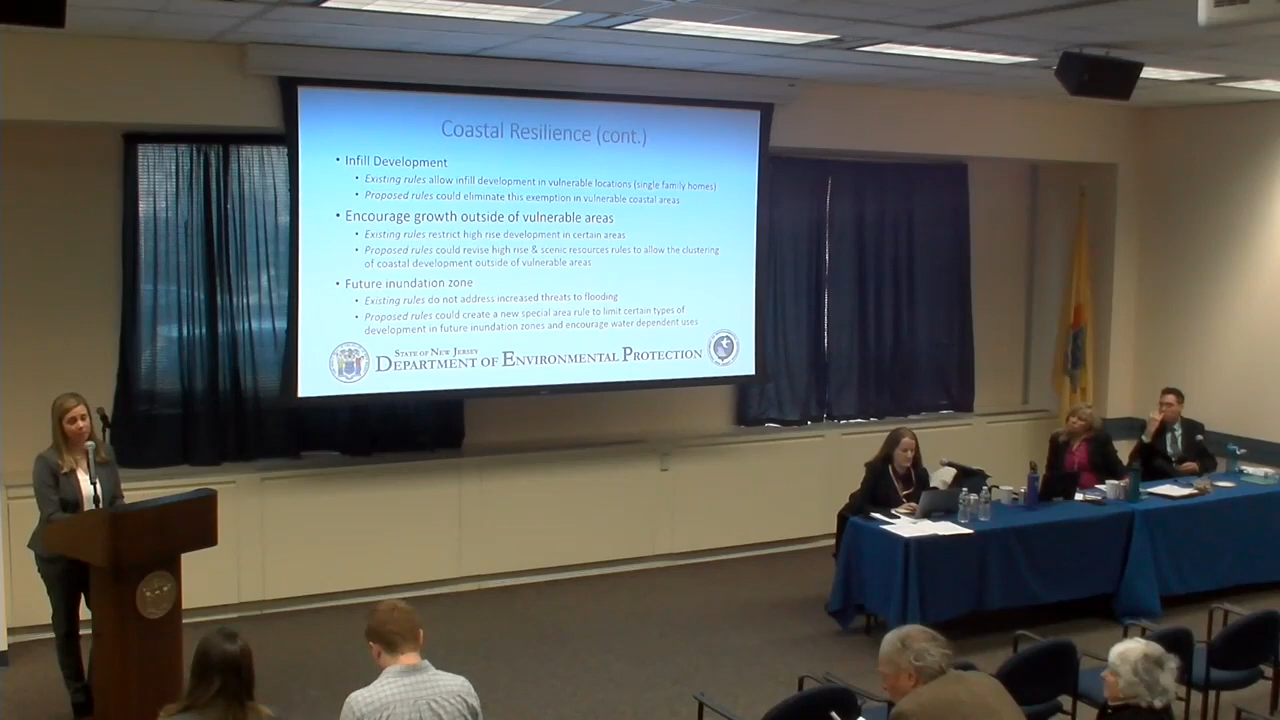 Coastal Resilience (cont.)
• Infill Development
• Existing rules allow infill development in vulnerable locations (single family homes)
• Proposed rules could eliminate this exemption in vulnerable coastal areas
• Encourage growth outside of vulnerable areas
• Existing rules restrict high rise development in certain areas
• Proposed rules could revise high rise & scenic resources rules to allow the clustering
of coastal development outside of vulnerable areas
• Future inundation zone
• Existing rules do not address increased threats to flooding
• Proposed rules could create a new special area rule to limit certain types of
development in future inundation zones and encourage water dependent uses
STATE OF NEW JERSEY
DEPARTMENT OF ENVIRONMENTAL PROTECTION